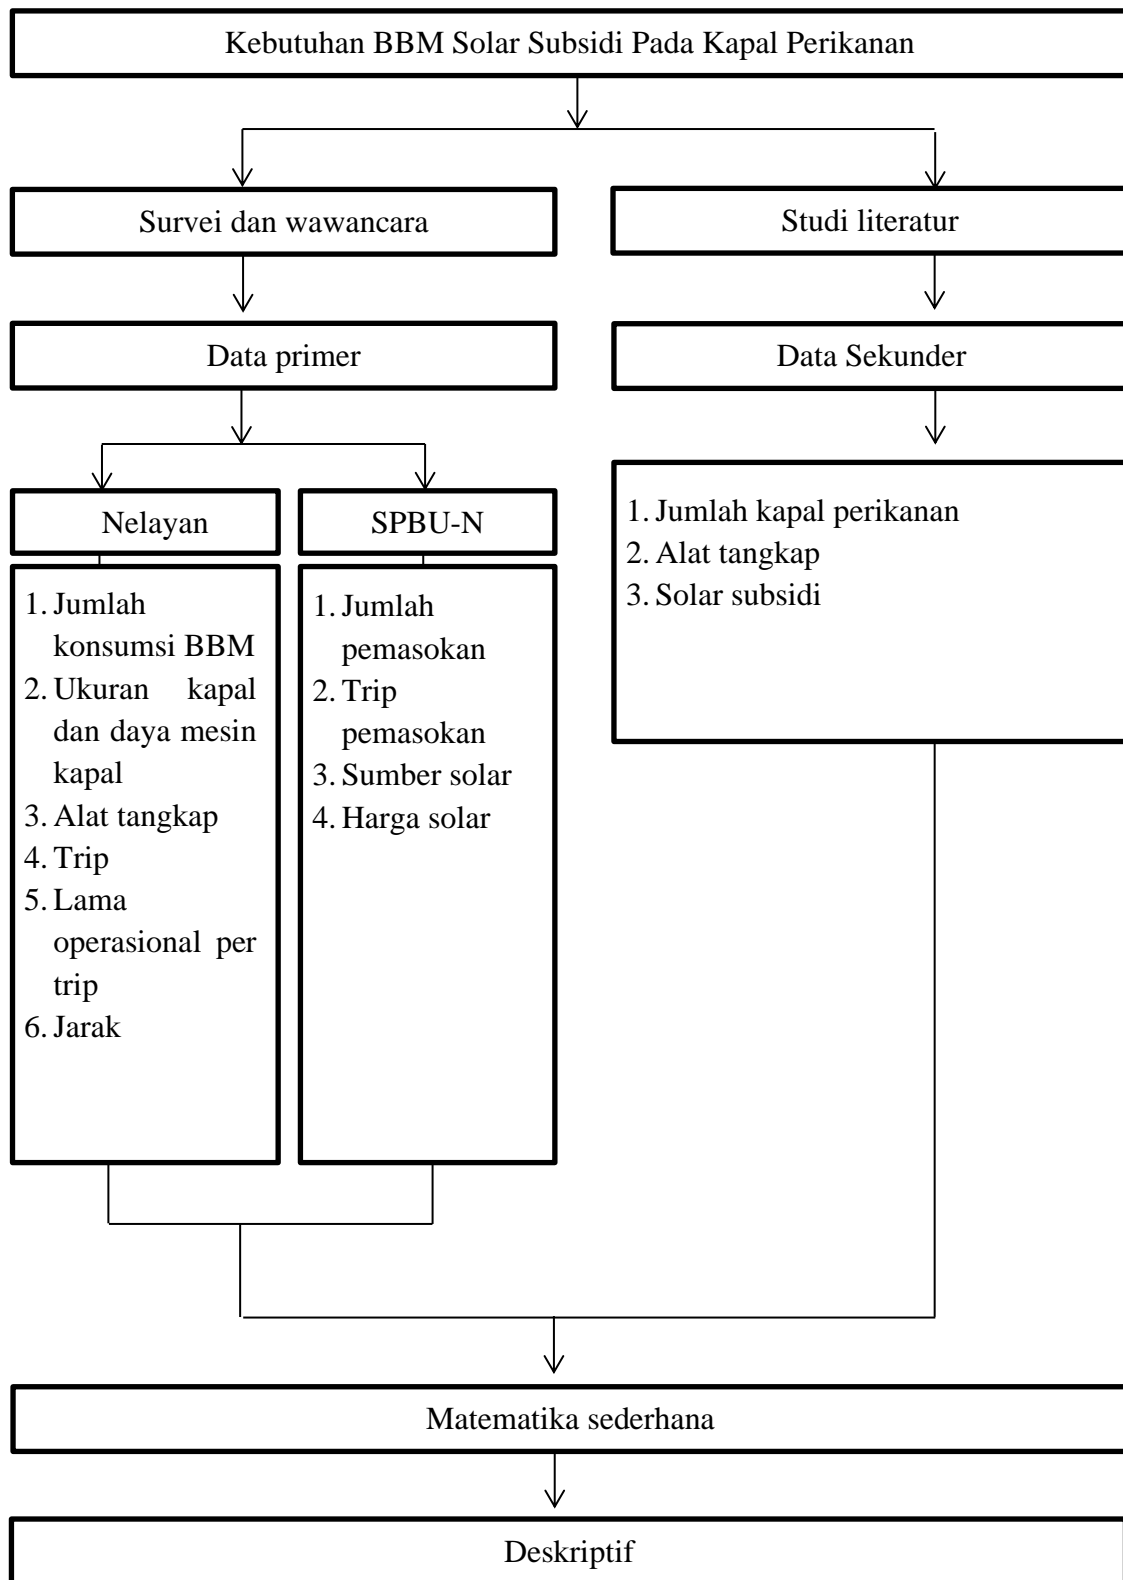 Kebutuhan BBM Solar Subsidi Pada Kapal Perikanan
Survei dan wawancara
Studi literatur
Data primer
Data Sekunder
Nelayan
SPBU-N
1. Jumlah
konsumsi BBM
2. Ukuran kapal
dan daya mesin
kapal
3. Alat tangkap
4. Trip
5. Lama
operasional per
trip
6. Jarak
1. Jumlah
pemasokan
2. Trip
pemasokan
3. Sumber solar
4. Harga solar
1. Jumlah kapal perikanan
2. Alat tangkap
3. Solar subsidi
Matematika sederhana
Deskriptif